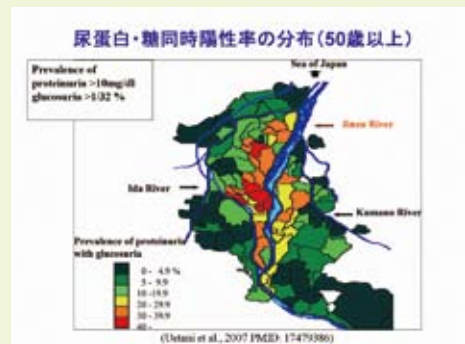 尿蛋白・糖同時陽性率の分布(50歳以上)
Prevalence of
proteinuria >10mg/dl
glucosuria >1/32 %
Sea of Japan
Jinzu River
Ida River
Kumano River
Prevalence of proteinuria
with glucosuria
0 - 4.9 %
5 - 9.9
10 -19.9
20 - 29.9
30 - 39.9
40 -
(Uetani et al., 2007 PMID: 17479386)